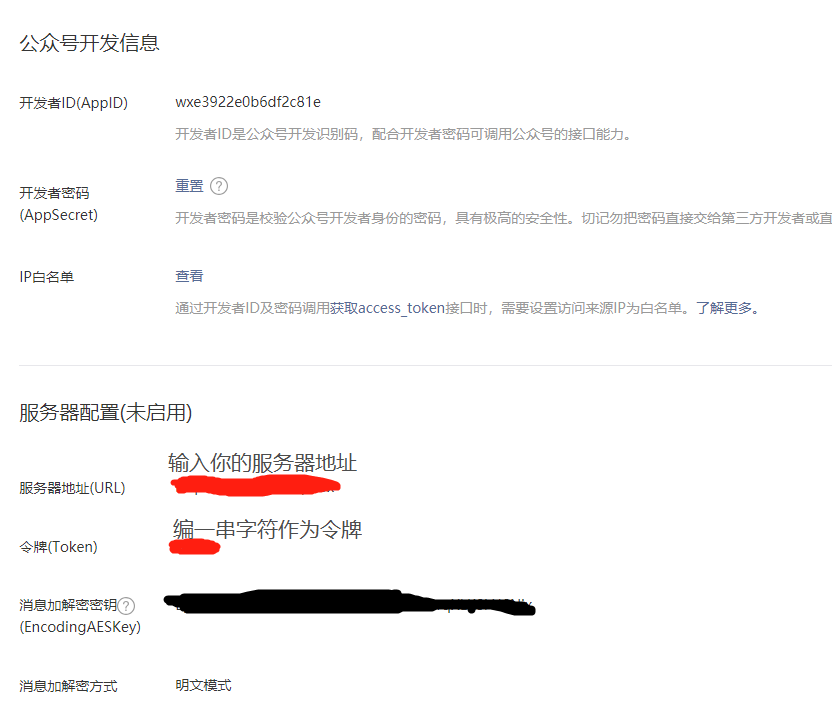 公众号开发信息
开发者ID(AppID)
wxe3922e0b6df2c81e
开发者ID是公众号开发识别码，配合开发者密码可调用公众号的接口能力。
开发者密码
(AppSecret)
重置 ?
开发者密码是校验公众号开发者身份的密码，具有极高的安全性。切记勿把密码直接交给第三方开发者或直
IP白名单
查看
通过开发者ID及密码调用获取access_token接口时，需要设置访问来源IP为白名单。了解更多。
服务器配置(未启用)
输入你的服务器地址
服务器地址(URL)
编一串字符作为令牌
令牌(Token)
消息加解密密钥 ?
(EncodingAESKey)
消息加解密方式
明文模式